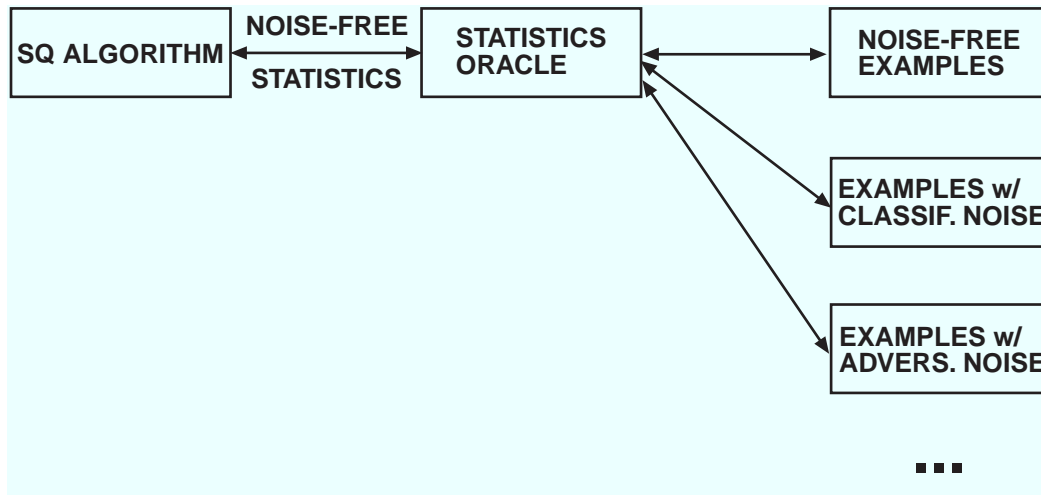 SQ ALGORITHM
NOISE-FREE
STATISTICS
STATISTICS
ORACLE
NOISE-FREE
EXAMPLES
EXAMPLES w/
CLASSIF. NOISE
EXAMPLES w/
ADVERS. NOISE
...